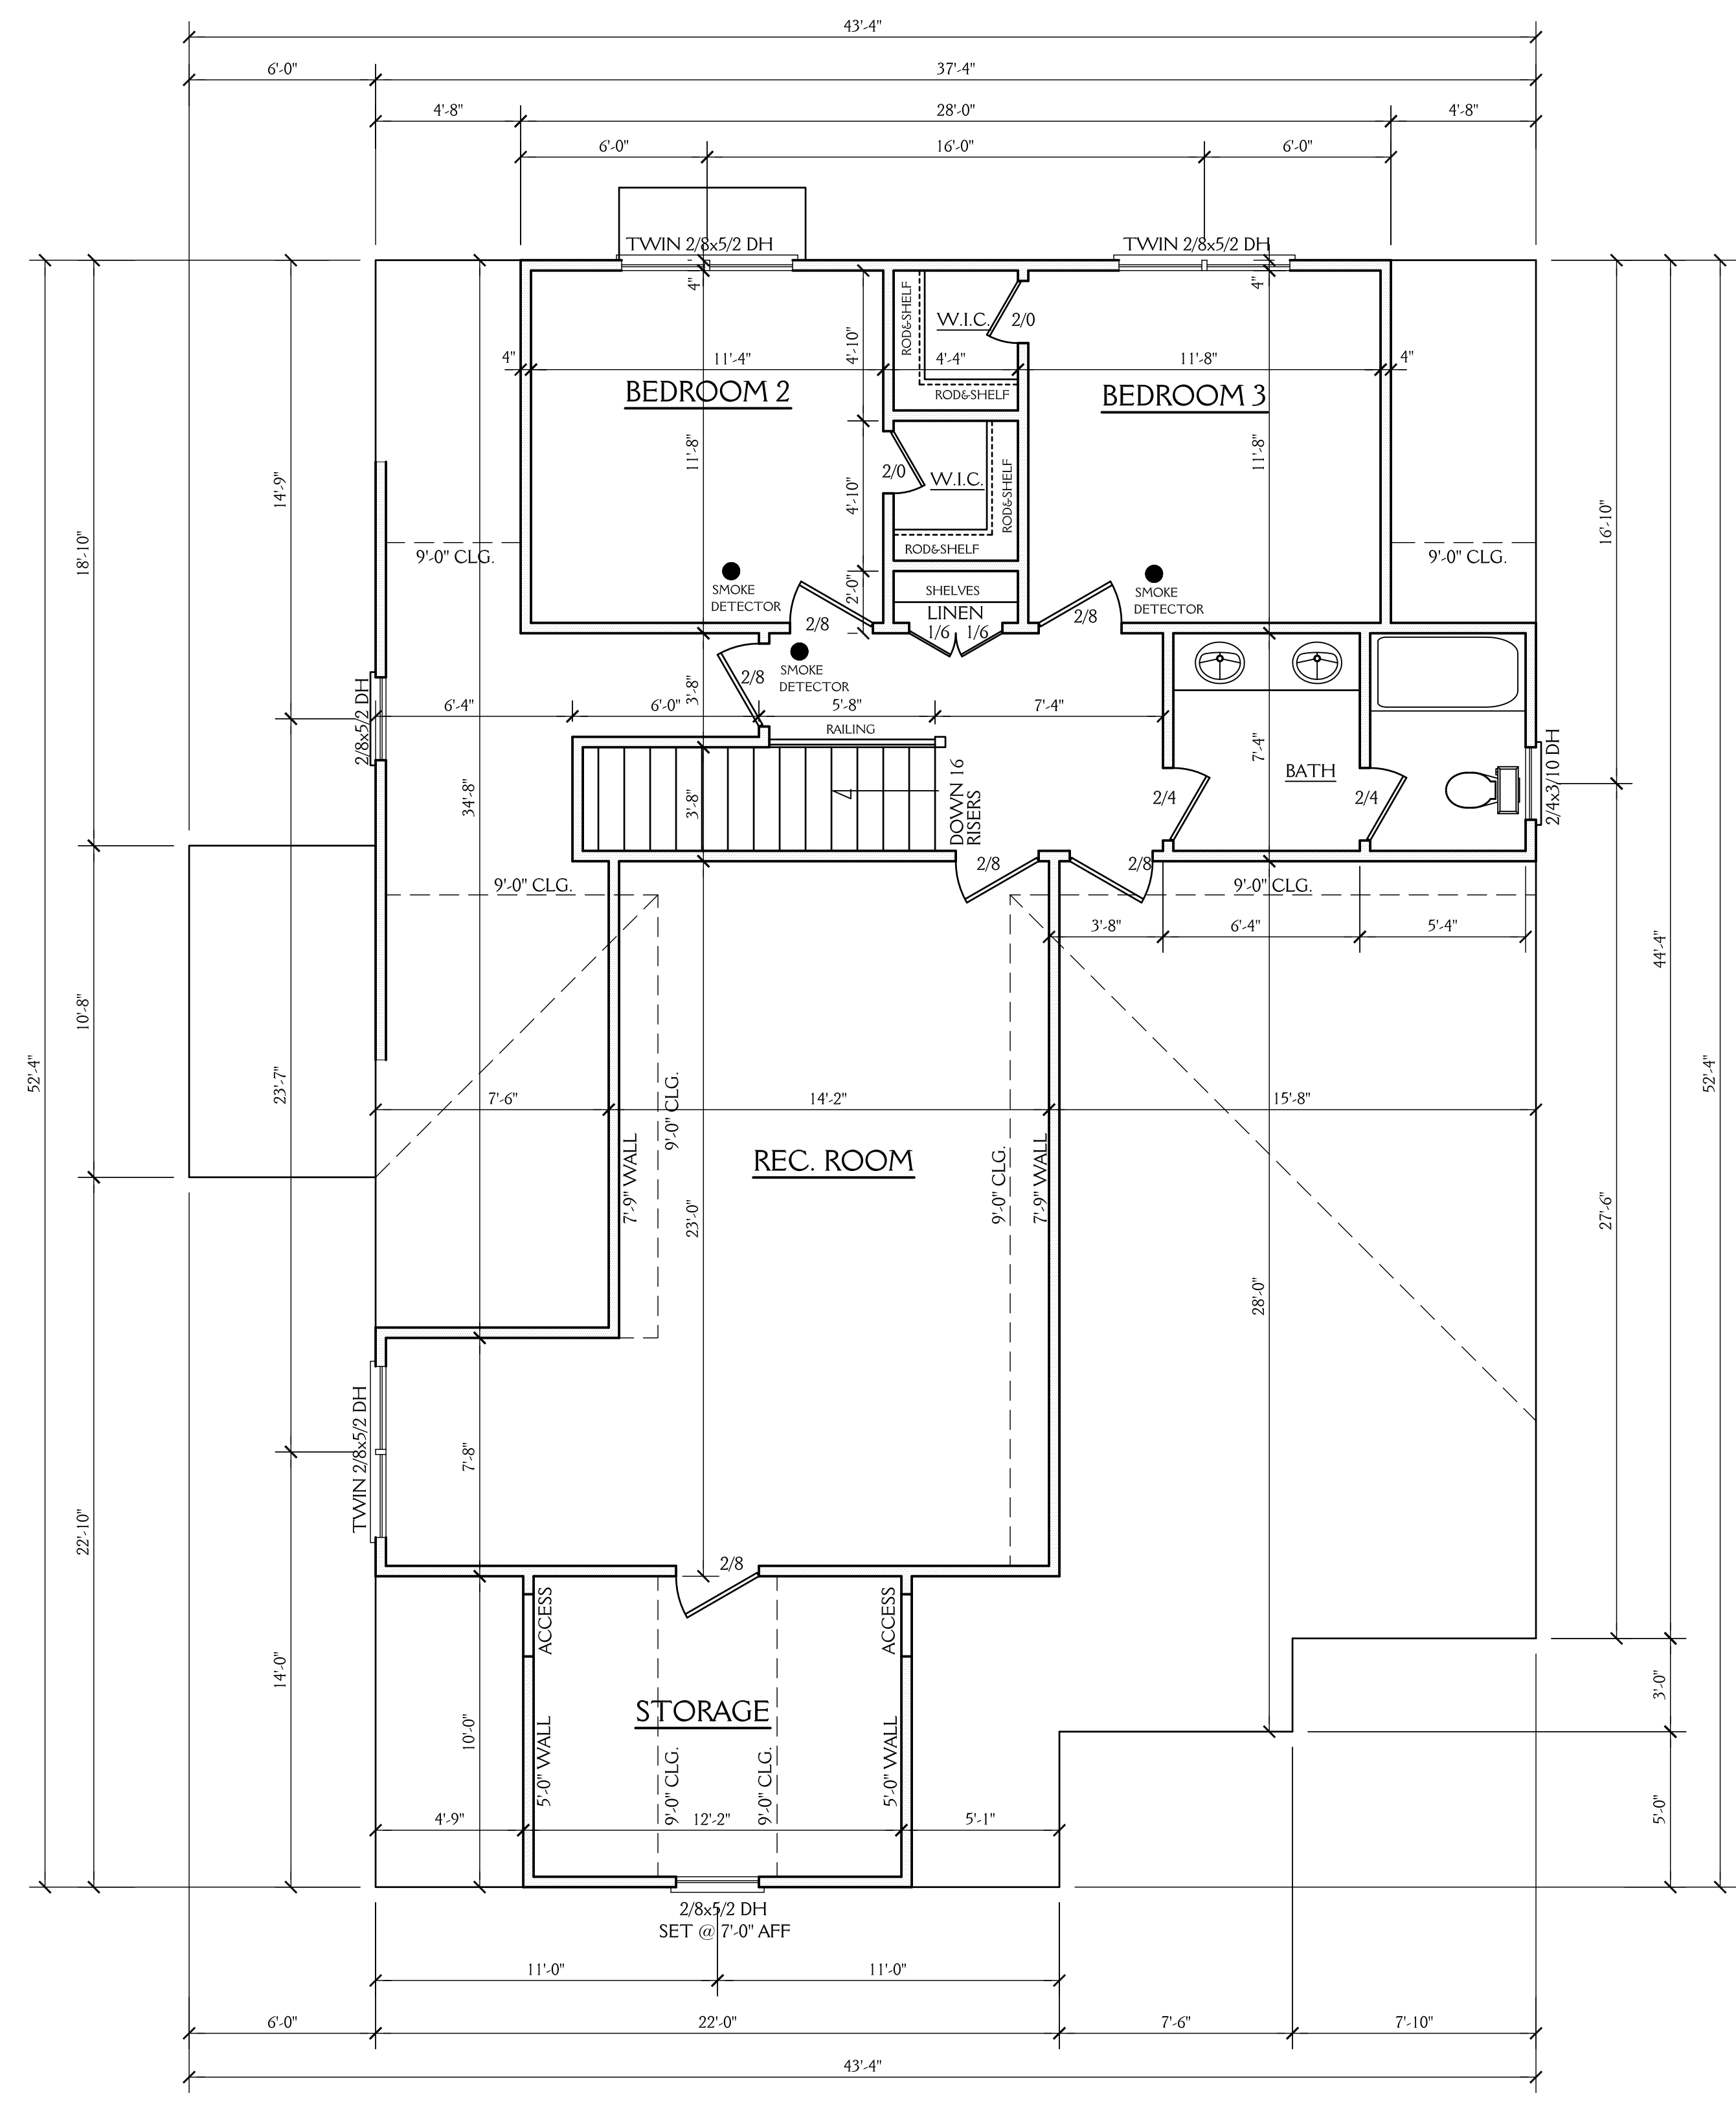 43'-4"
6'-0"
37'-4"
4'-8"
28'-0"
4'-8"
6'-0"
16'-0"
6'-0"
TWIN 2/8x5/2 DH
TWIN 2/8x5/2 DH
4"
4"
ROD&SHELF
W.I.C.
2/0
4'-10"
4"
11'-4"
4'-4"
11'-8"
4"
BEDROOM 2
ROD&SHELF
BEDROOM 3
11'-8"
11'-8"
2/0
W.I.C.
ROD&SHELF
4'-10"
14'-9"
18'-10"
16'-10"
9'-0" CLG.
ROD&SHELF
9'-0" CLG.
SMOKE
DETECTOR
2'-0"
SHELVES
LINEN
1/6
1/6
SMOKE
DETECTOR
2/8
2/8
SMOKE
DETECTOR
2/8
3'-8"
2/8x5/2 DH
6'-4"
6'-0"
5'-8"
7'-4"
RAILING
34'-8"
3'-8"
DOWN 16
RISERS
7'-4"
BATH
2/4
2/4
2/4x3/10 DH
2/8
2/8
9'-0" CLG.
9'-0" CLG.
3'-8"
6'-4"
5'-4"
44'-4"
10'-8"
52'-4"
23'-7"
52'-4"
7'-6"
9'-0" CLG.
14'-2"
15'-8"
7'-9" WALL
REC. ROOM
9'-0" CLG.
7'-9" WALL
23'-0"
27'-6"
28'-0"
TWIN 2/8x5/2 DH
7'-8"
22'-10"
2/8
ACCESS
ACCESS
14'-0"
3'-0"
STORAGE
10'-0"
5'-0" WALL
9'-0" CLG.
9'-0" CLG.
5'-0" WALL
5'-0"
4'-9"
12'-2"
5'-1"
2/8x5/2 DH
SET @ 7'-0" AFF
11'-0"
11'-0"
6'-0"
22'-0"
7'-6"
7'-10"
43'-4"